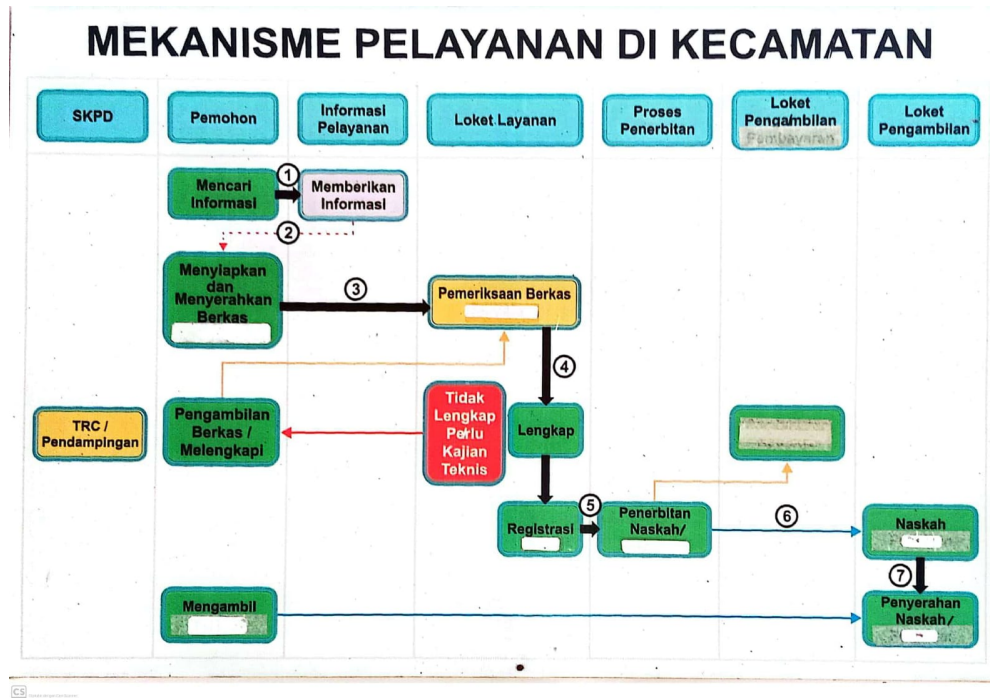 MEKANISME PELAYANAN DI KECAMATAN
SKPD
Pemohon
Informasi
Pelayanan
Loket Layanan
Proses
Penerbitan
Loket
Pengambilan
Pembayaran
Loket
Pengambilan
Mencari
Informasi
1
Memberikan
Informasi
2
Menyiapkan
dan
Menyerahkan
Berkas
3
Pemeriksaan Berkas
4
TRC /
Pendampingan
Pengambilan
Berkas /
Melengkapi
Tidak
Lengkap
Perlu
Kajian
Teknis
Lengkap
Registrasi
5
Penerbitan
Naskah/
6
Naskah
7
Mengambil
Penyerahan
Naskah/
CS